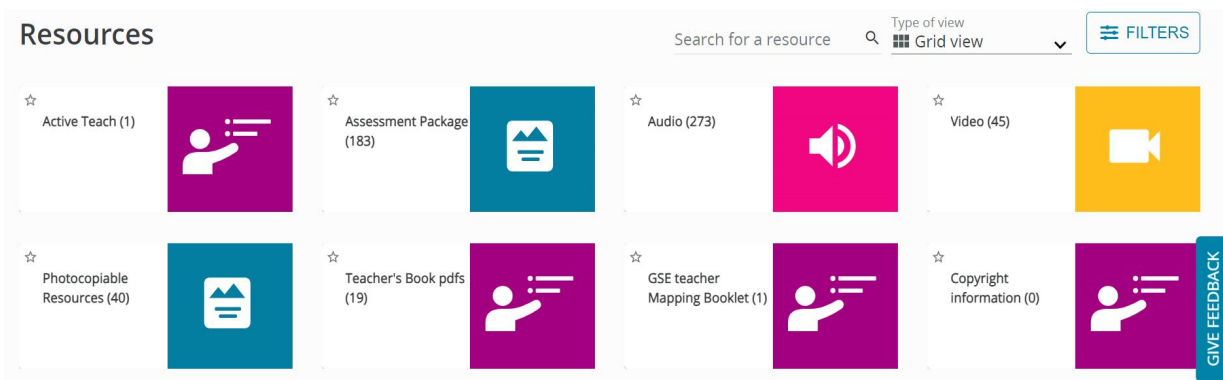 Resources
Search for a resource
Type of view
Grid view
FILTERS
Active Teach (1)
Assessment Package
(183)
Audio (273)
Video (45)
Photocopiable
Resources (40)
Teacher's Book pdfs
(19)
GSE teacher
Mapping Booklet (1)
Copyright
information (0)
GIVE FEEDBACK